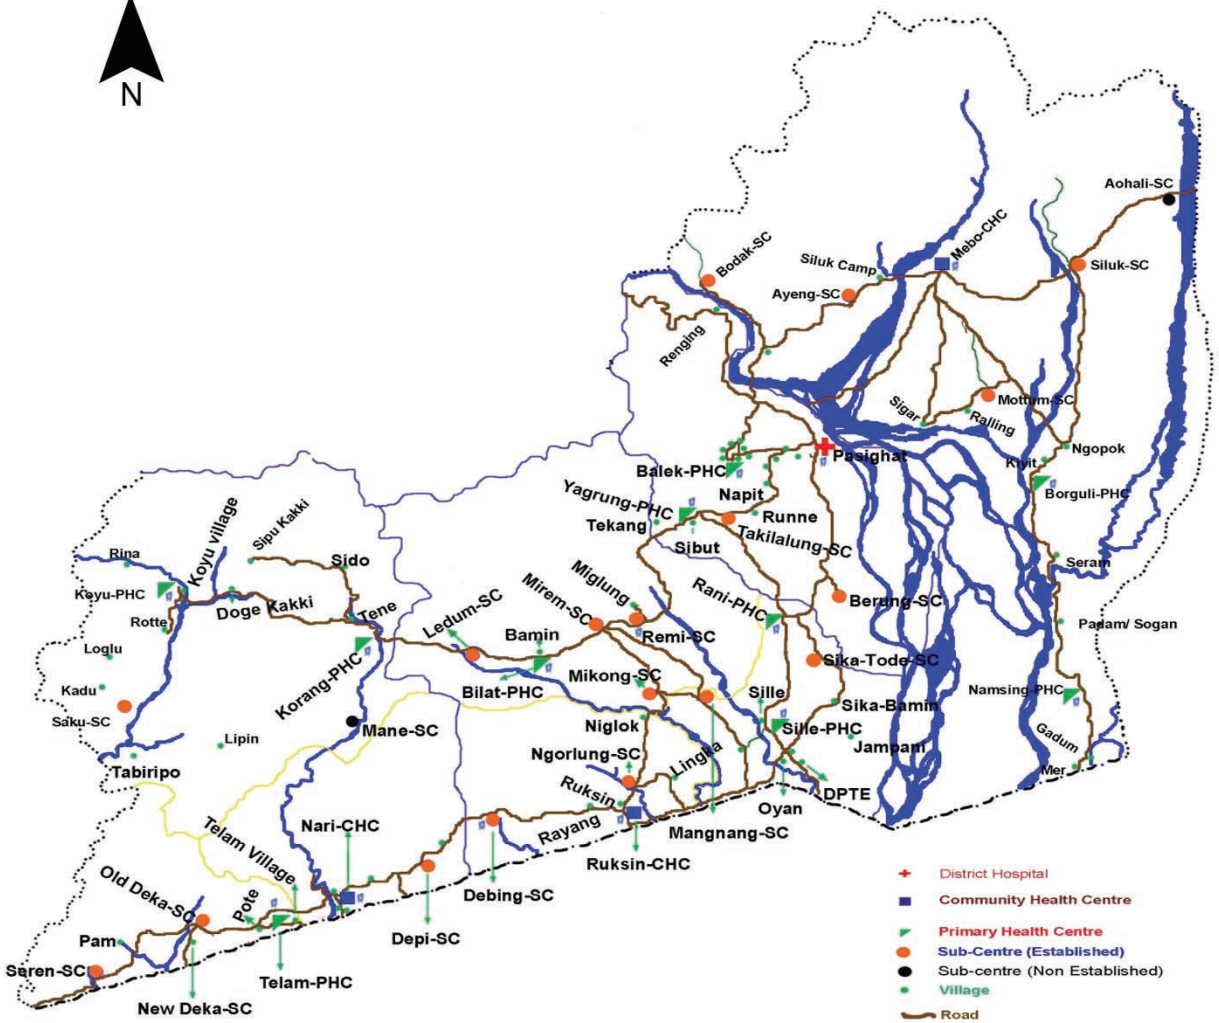 N
Aohali-SC
Mebo-CHC
Bodak-SC
Siluk Camp
Siluk-SC
Ayeng-SC
Renging
Mottum-SC
Sigar
Ralling
Pasighat
Ngopok
Kiyit
Balek-PHC
Borguli-PHC
Napit
Yagrung-PHC
Runne
Tekang
Takilalung-SC
Sibut
Koyu village
Sipu Kakki
Rina
Sido
Seram
Koyu-PHC
Miglung
Rani-PHC
Berung-SC
Doge Kakki
Tene
Mirem-SC
Ledum-SC
Rotte
Padam/ Sogan
Bamin
Remi-SC
Loglu
Sika-Tode-SC
Korang-PHC
Mikong-SC
Kadu
Bilat-PHC
Sille
Namsing-PHC
Sika-Bamin
Saku-SC
Mane-SC
Niglok
Sille-PHC
Lipin
Jampani
Gadum
Ngorlung-SC
Lingka
Mer
Tabiripo
Ruksin
DPTE
Oyan
Nari-CHC
Rayang
Mangnang-SC
Telam Village
Ruksin-CHC
Old Deka-SC
Debing-SC
Pote
Depi-SC
Pam
Seren-SC
Telam-PHC
New Deka-SC
District Hospital
Community Health Centre
Primary Health Centre
Sub-Centre (Established)
Sub-centre (Non Established)
Village
Road